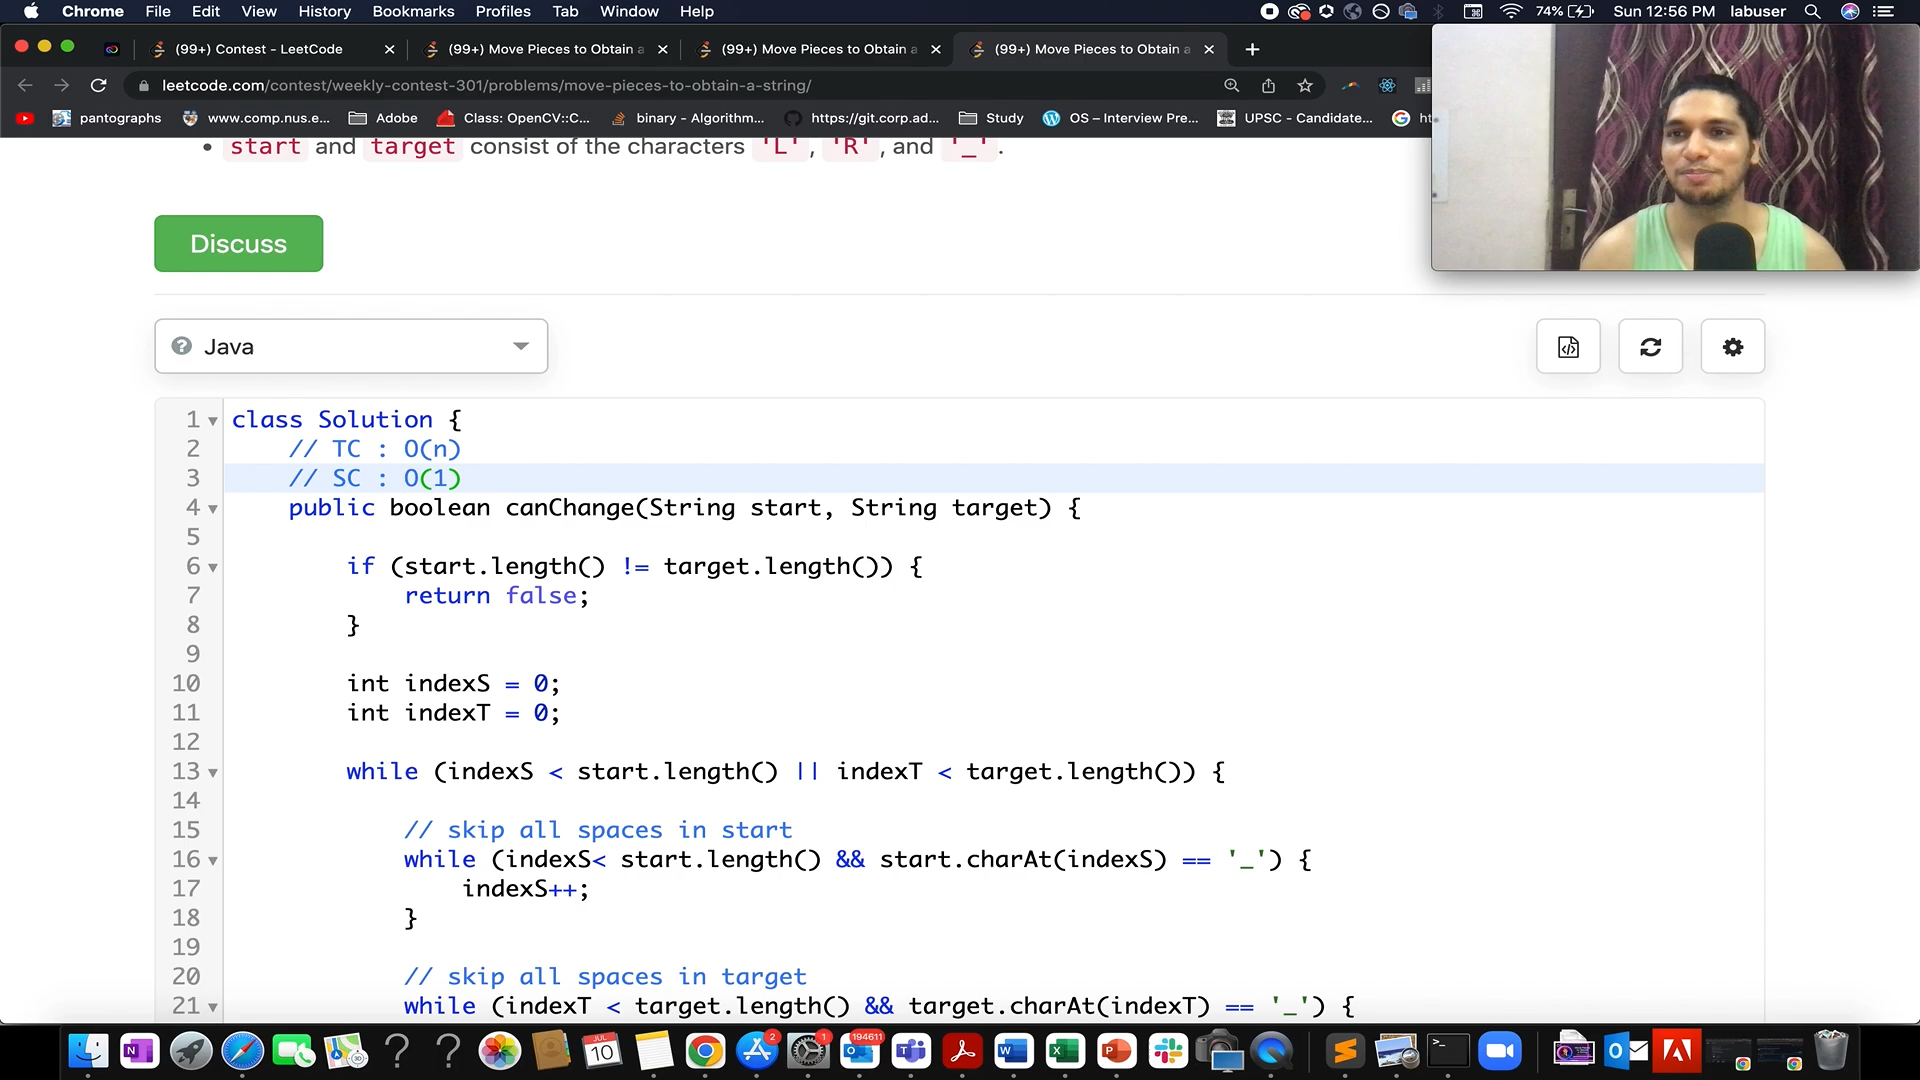 Chrome File Edit View History Bookmarks Profiles Tab Window Help 74% Sun 12:56 PM labuser
(99+) Contest - LeetCode (99+) Move Pieces to Obtain a (99+) Move Pieces to Obtain a (99+) Move Pieces to Obtain a
leetcode.com/contest/weekly-contest-301/problems/move-pieces-to-obtain-a-string/
pantographs www.comp.nus.e... Adobe Class: OpenCV::C... binary - Algorithm... https://git.corp.ad... Study OS – Interview Pre... UPSC - Candidate...
• start and target consist of the characters 'L', 'R', and '_'.
Discuss
Java
1 class Solution {
2 // TC : O(n)
3 // SC : O(1)
4 public boolean canChange(String start, String target) {
5
6 if (start.length() != target.length()) {
7 return false;
8 }
9
10 int indexS = 0;
11 int indexT = 0;
12
13 while (indexS < start.length() || indexT < target.length()) {
14
15 // skip all spaces in start
16 while (indexS< start.length() && start.charAt(indexS) == '_') {
17 indexS++;
18 }
19
20 // skip all spaces in target
21 while (indexT < target.length() && target.charAt(indexT) == '_') {
JUL
10
2
1
194611